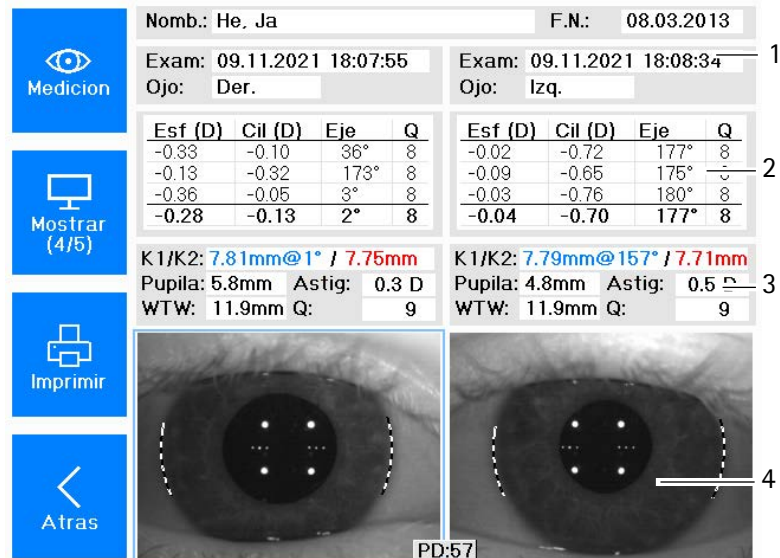 Nomb.: He, Ja F.N.: 08.03.2013
Medicion
Exam: 09.11.2021 18:07:55
Ojo: Der.
Exam: 09.11.2021 18:08:34 1
Ojo: Izq.
Esf (D) Cil (D) Eje Q
-0.33 -0.10 36° 8
-0.13 -0.32 173° 8
-0.36 -0.05 3° 8
-0.28 -0.13 2° 8
Esf (D) Cil (D) Eje Q
-0.02 -0.72 177° 8
-0.09 -0.65 175° 2
-0.03 -0.76 180° 8
-0.04 -0.70 177° 8
Mostrar
(4/5)
K1/K2: 7.81mm@1° / 7.75mm
Pupila: 5.8mm Astig: 0.3 D
WTW: 11.9mm Q: 9
K1/K2: 7.79mm@157° / 7.71mm
Pupila: 4.8mm Astig: 0.5 3
WTW: 11.9mm Q: 9
Imprimir
4
Atras
PD:57